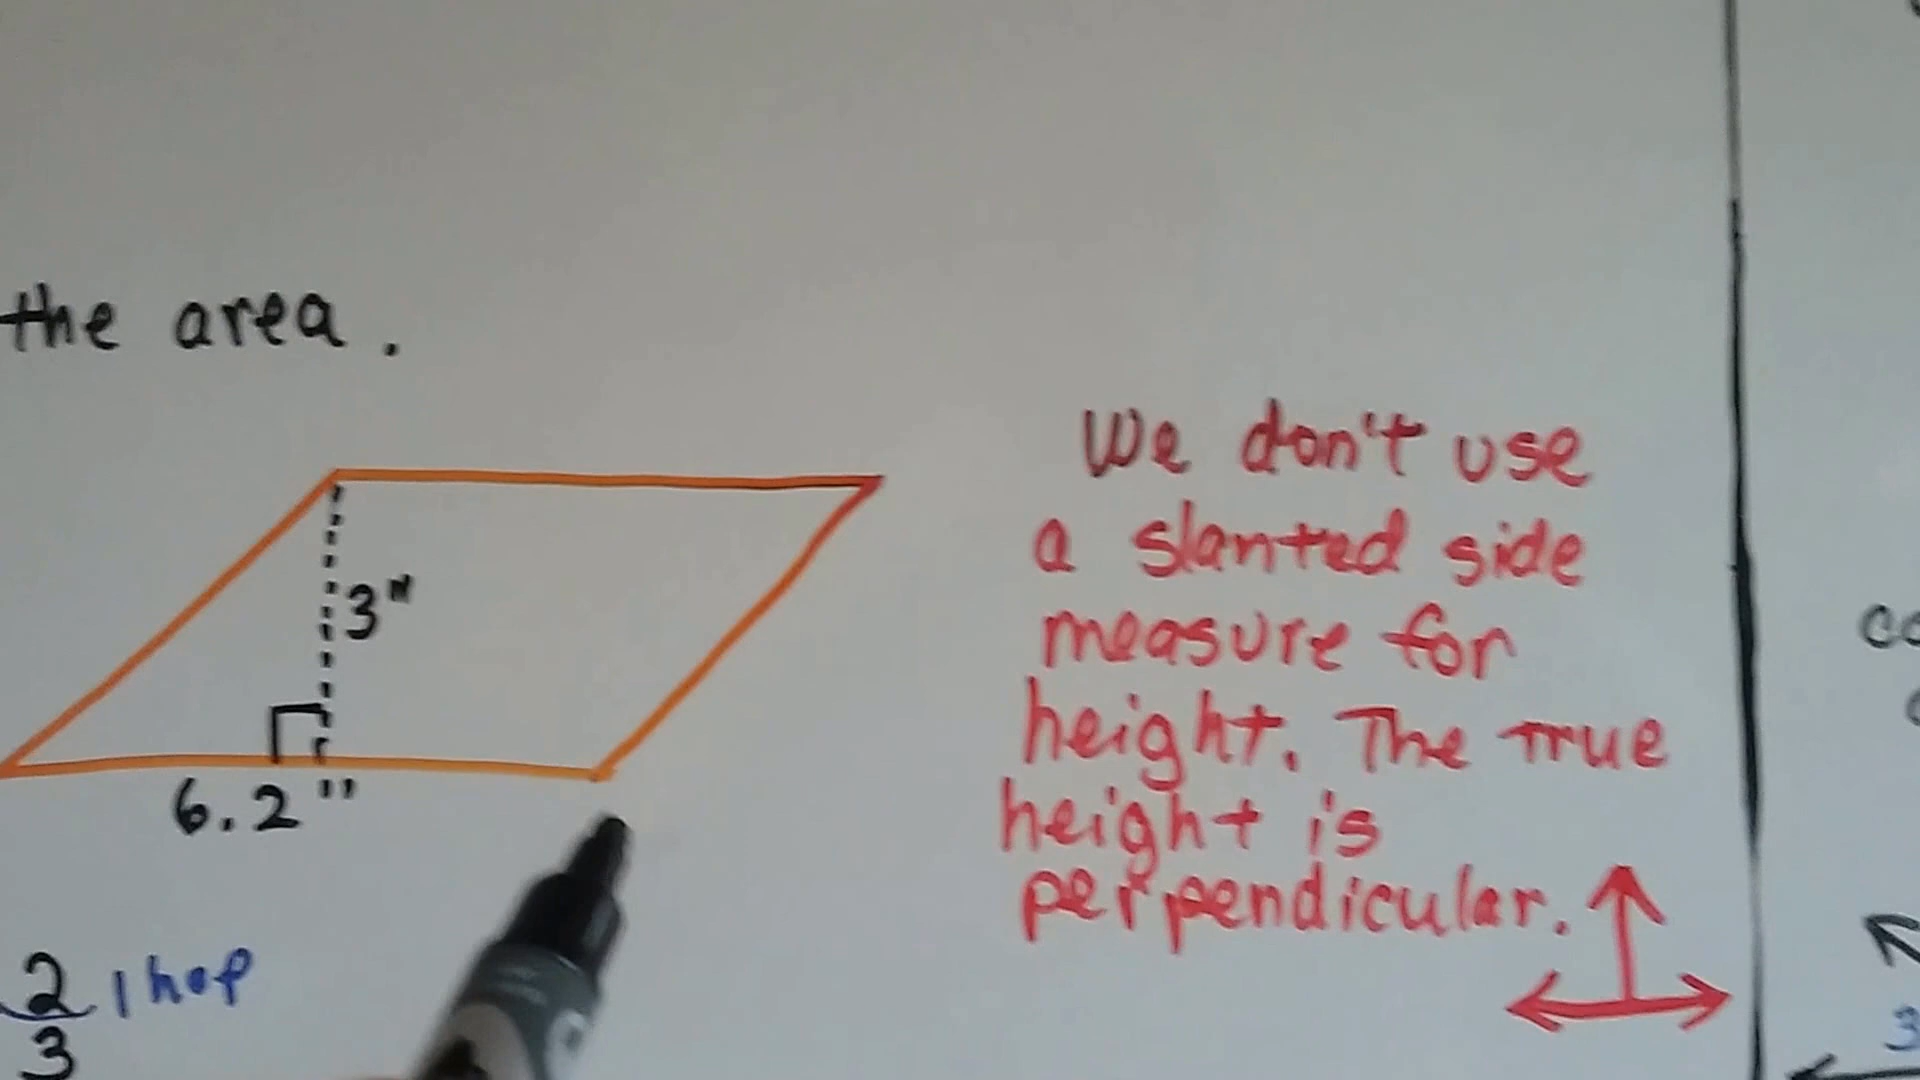 the area.
3"
6.2"
We don't use
a slanted side
measure for
height. The true
height is
perpendicular.
2 1 hop
3
3